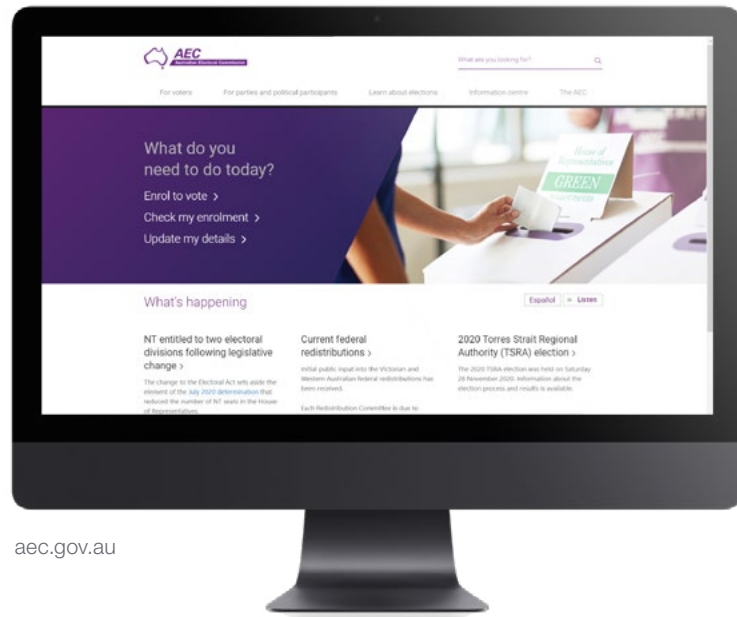 AEC
Australian Electoral Commission
What are you looking for?
For voters For parties and political participants Learn about elections Information centre The AEC
What do you
need to do today?
Enrol to vote >
Check my enrolment >
Update my details >
House of
Representatives
GREEN
What's happening
Español Listen
NT entitled to two electoral
divisions following legislative
change >
The change to the Electoral Act sets aside the
element of the July 2020 determination that
reduced the number of NT seats in the House
of Representatives.
Current federal
redistributions >
Initial public input into the Victorian and
Western Australian federal redistributions has
been received.
Each Redistribution Committee is due to
2020 Torres Strait Regional
Authority (TSRA) election >
The 2020 TSRA election was held on Saturday
28 November 2020. Information about the
election process and results is available.
aec.gov.au